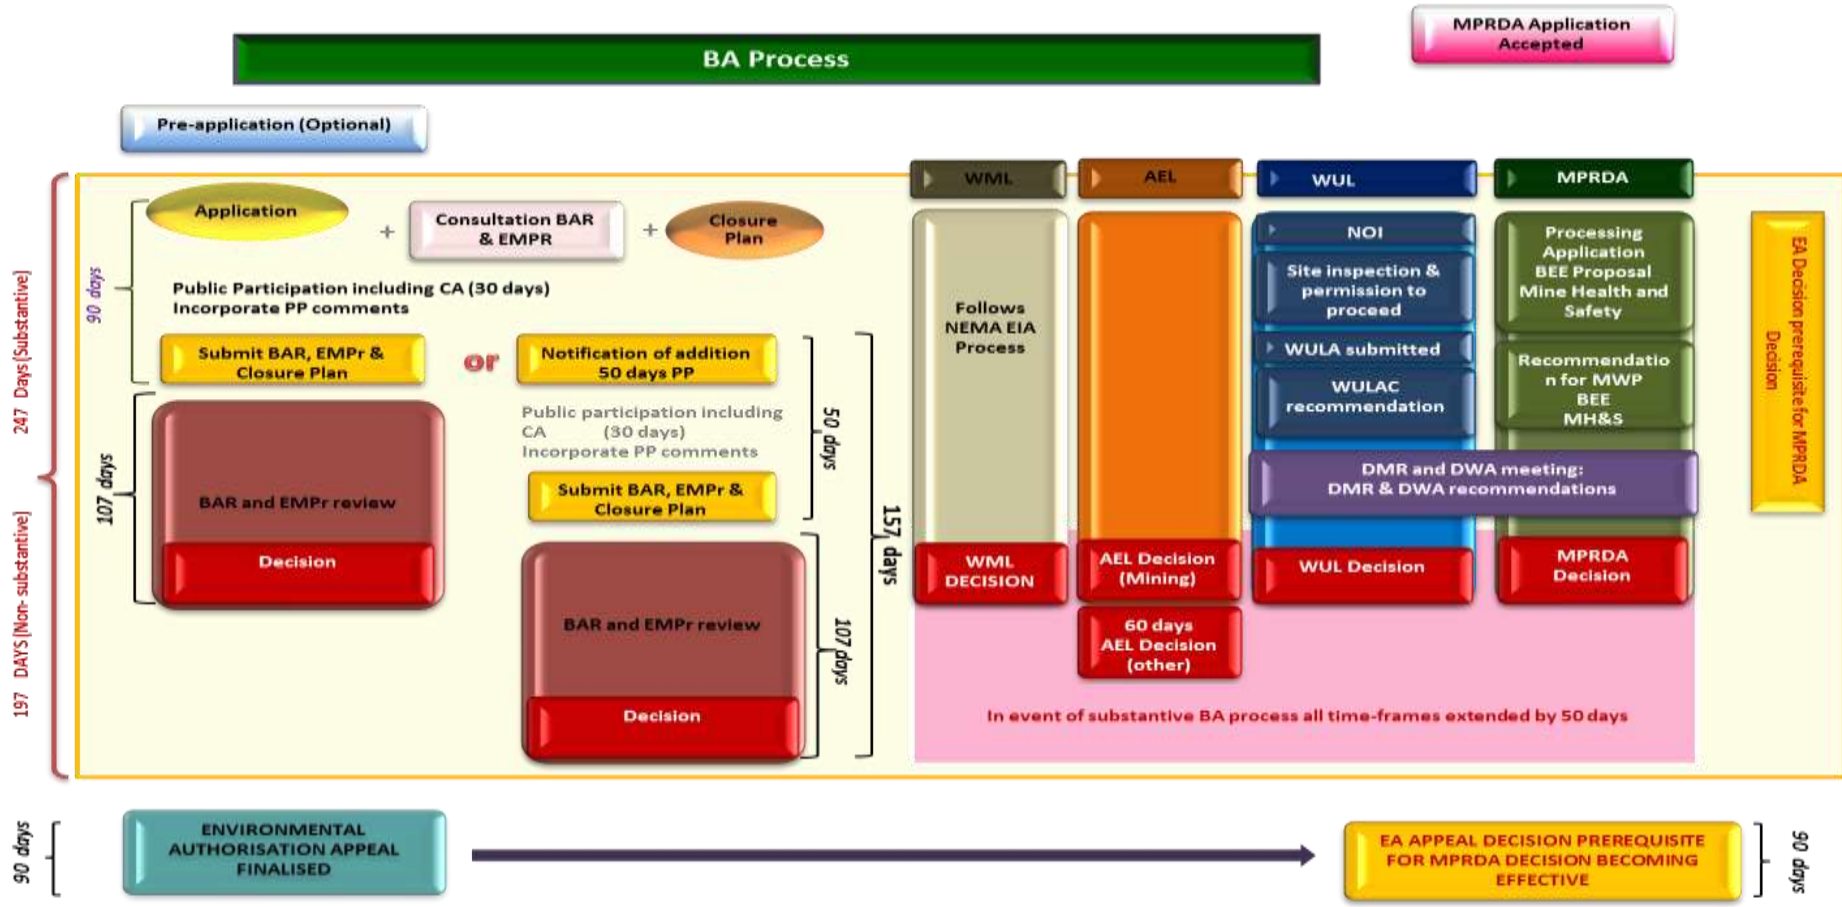 BA Process
MPRDA Application
Accepted
Pre-application (Optional)
247 Days (Substantive)
197 DAYS (Non- substantive)
90 days
Application
+
Consultation BAR
& EMPR
+
Closure
Plan
Public Participation including CA (30 days)
Incorporate PP comments
Submit BAR, EMPr &
Closure Plan
or
Notification of addition
50 days PP
107 days
BAR and EMPr review
Decision
Public participation including
CA (30 days)
Incorporate PP comments
Submit BAR, EMPr &
Closure Plan
50 days
BAR and EMPr review
Decision
107 days
157 days
WML
Follows
NEMA EIA
Process
WML
DECISION
AEL
AEL Decision
(Mining)
60 days
AEL Decision
(other)
WUL
NOI
Site inspection &
permission to
proceed
WULA submitted
WULAC
recommendation
MPRDA
Processing
Application
BEE Proposal
Mine Health and
Safety
Recommendatio
n for MWP
BEE
MH&S
DMR and DWA meeting:
DMR & DWA recommendations
WUL Decision
MPRDA
Decision
In event of substantive BA process all time-frames extended by 50 days
EA Decision prerequisite for MPRDA
Decision
90 days
ENVIRONMENTAL
AUTHORISATION APPEAL
FINALISED
EA APPEAL DECISION PREREQUISITE
FOR MPRDA DECISION BECOMING
EFFECTIVE
90 days